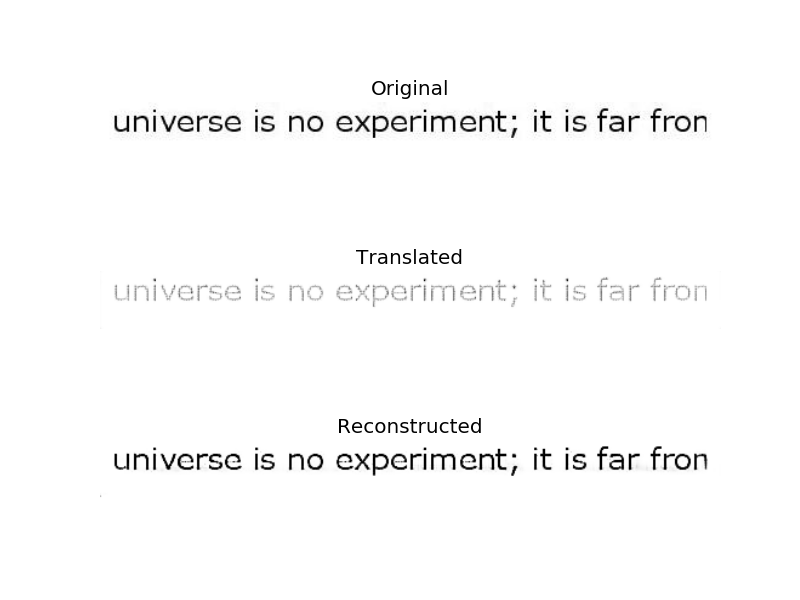 Original
universe is no experiment; it is far fron
Translated
universe is no experiment; it is far fron
Reconstructed
universe is no experiment; it is far fron